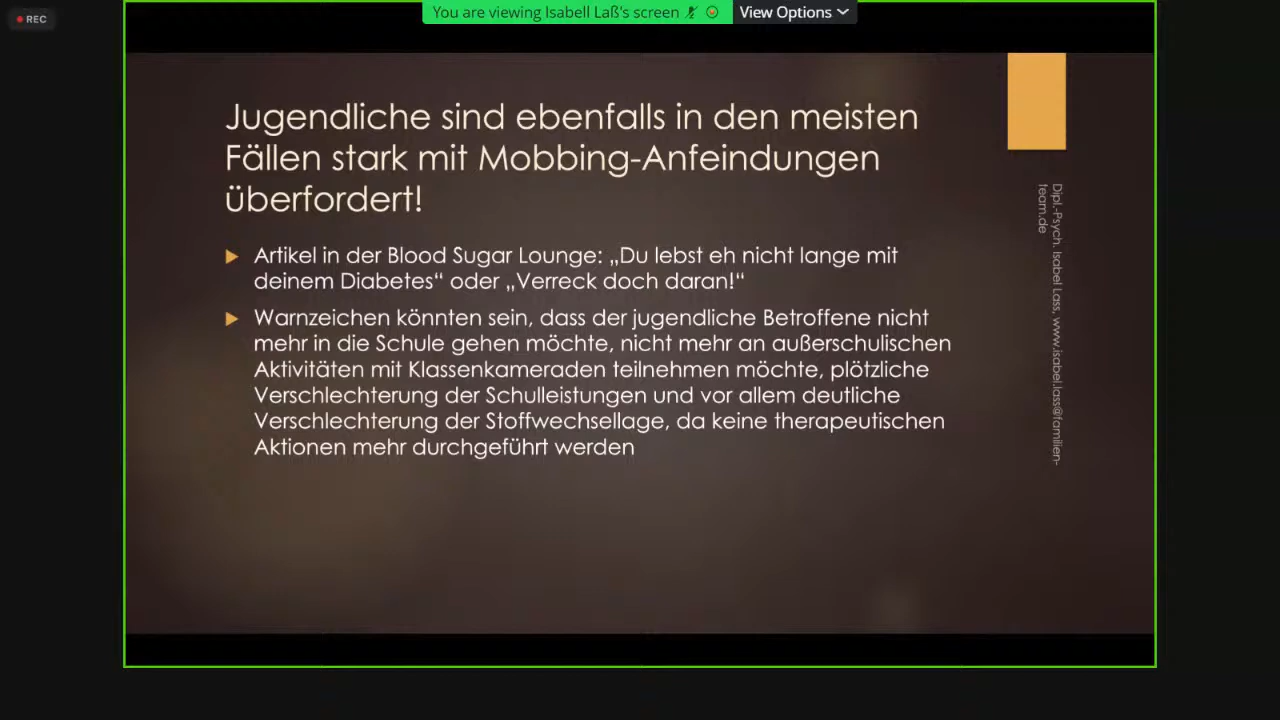 REC
You are viewing Isabell Laß's screen
View Options
Jugendliche sind ebenfalls in den meisten
Fällen stark mit Mobbing-Anfeindungen
überfordert!
Artikel in der Blood Sugar Lounge: „Du lebst eh nicht lange mit
deinem Diabetes“ oder „Verreck doch daran!“
Warnzeichen könnten sein, dass der jugendliche Betroffene nicht
mehr in die Schule gehen möchte, nicht mehr an außerschulischen
Aktivitäten mit Klassenkameraden teilnehmen möchte, plötzliche
Verschlechterung der Schulleistungen und vor allem deutliche
Verschlechterung der Stoffwechsellage, da keine therapeutischen
Aktionen mehr durchgeführt werden
Dipl.-Psych. Isabel Lass, www.isabel.lass@familien-
team.de